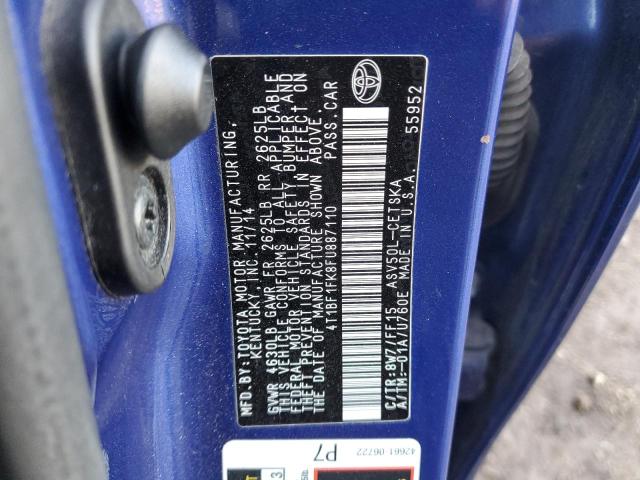 MFD.BY: TOYOTA MOTOR MANUFACTURING,
KENTUCKY, INC. 11/14
GVWR 4630LB GAWR FR 2625LB RR 2625LB
THIS VEHICLE CONFORMS TO ALL APPLICABLE
FEDERAL MOTOR VEHICLE SAFETY, BUMPER, AND
THEFT PREVENTION STANDARDS IN EFFECT ON
THE DATE OF MANUFACTURE SHOWN ABOVE.
4T1BF1FK8FU887110 PASS.CAR
55952
C/TR:8W7/FF15 ASV50L-CETSKA
A/TM:-01A/U760E MADE IN U.S.A.
P7
42661 06722